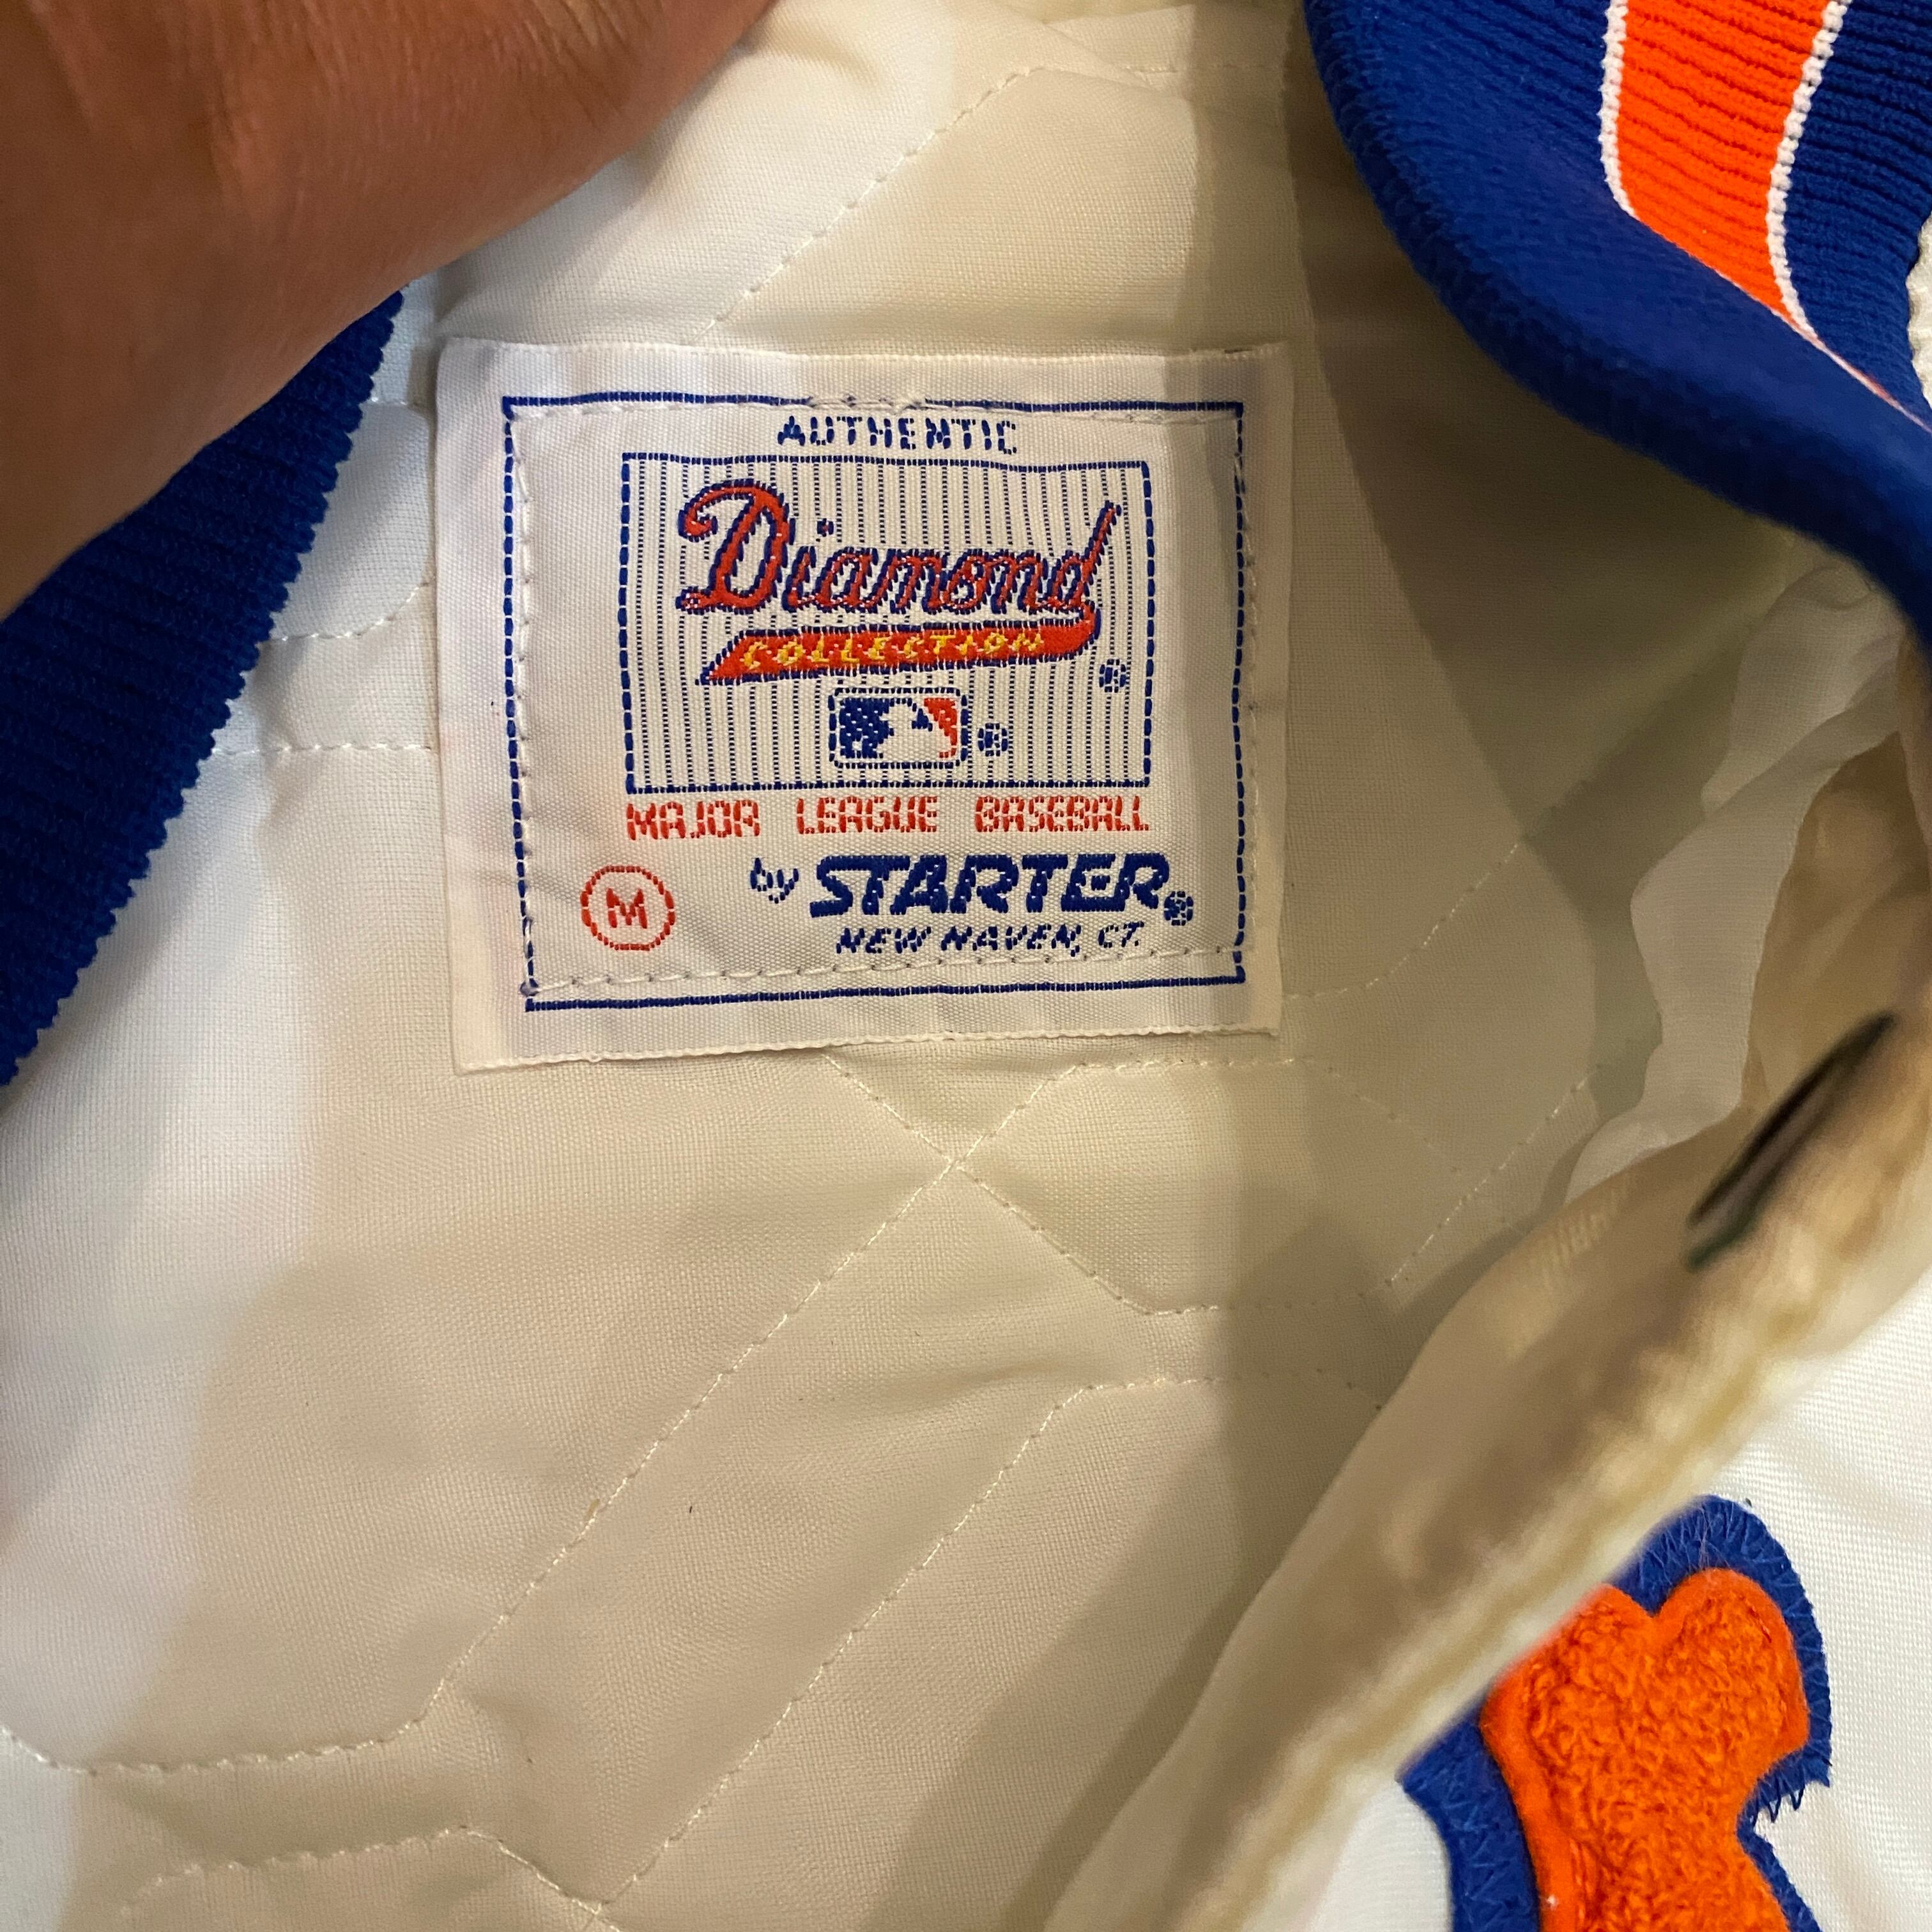 AUTHENTIC
Diamond
COLLECTION ®
®
MAJOR LEAGUE BASEBALL
M by STARTER®
NEW HAVEN, CT.